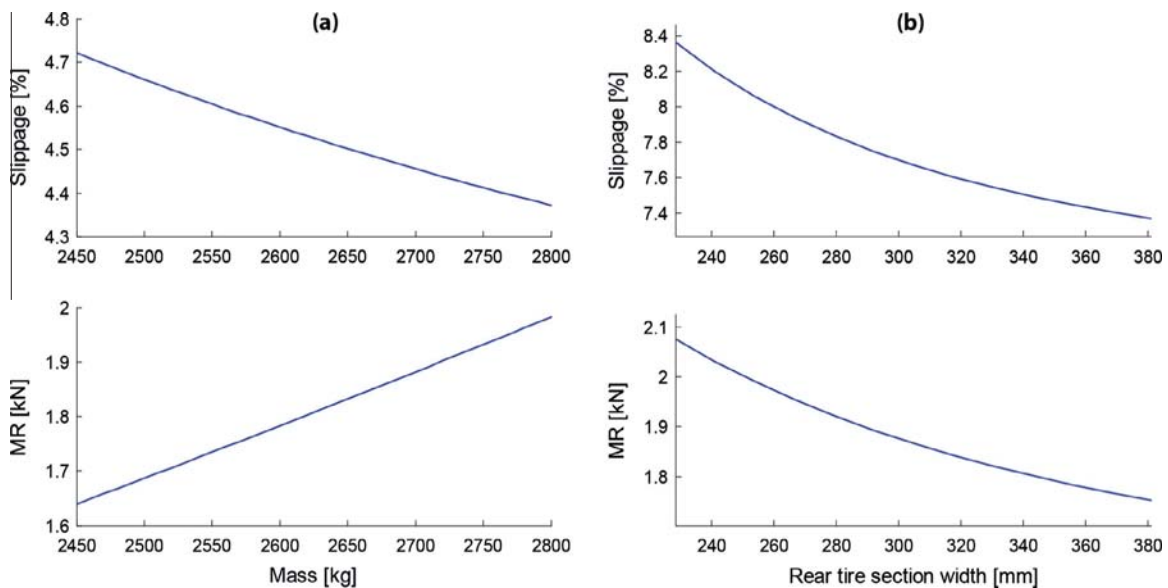 (a)
4.8
4.7
4.6
4.5
4.4
4.3
Slippage [%]
2450 2500 2550 2600 2650 2700 2750 2800
(b)
8.4
8.2
8
7.8
7.6
7.4
Slippage [%]
240 260 280 300 320 340 360 380
2
1.9
1.8
1.7
1.6
MR [kN]
2450 2500 2550 2600 2650 2700 2750 2800
Mass [kg]
2.1
2
1.9
1.8
MR [kN]
240 260 280 300 320 340 360 380
Rear tire section width [mm]